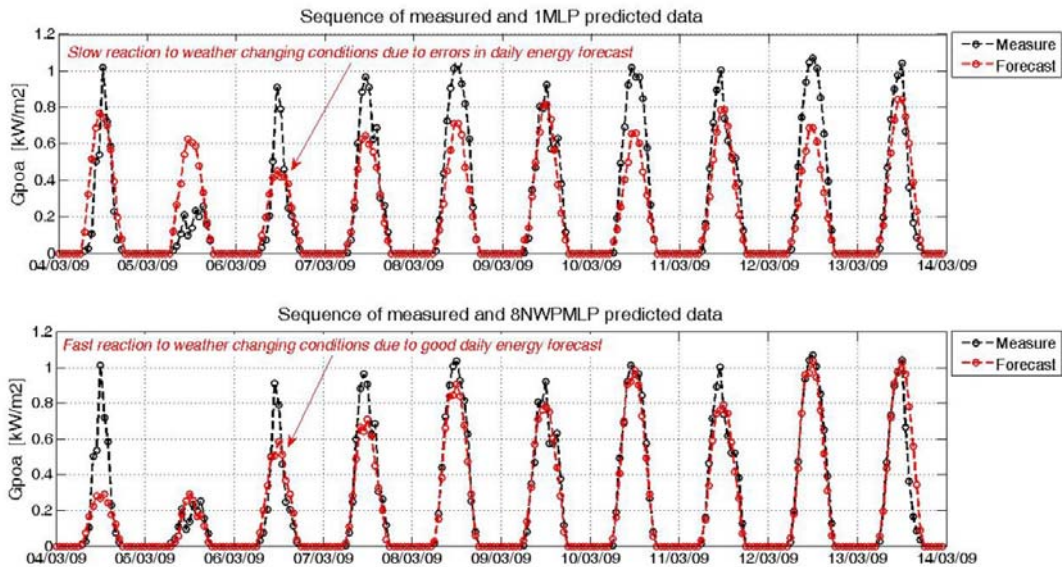 Sequence of measured and 1MLP predicted data
Slow reaction to weather changing conditions due to errors in daily energy forecast
Measure
Forecast
Gpoa [kW/m2]
1.2
1
0.8
0.6
0.4
0.2
0
04/03/09 05/03/09 06/03/09 07/03/09 08/03/09 09/03/09 10/03/09 11/03/09 12/03/09 13/03/09 14/03/09
Sequence of measured and 8NWPMLP predicted data
Fast reaction to weather changing conditions due to good daily energy forecast
Measure
Forecast
Gpoa [kW/m2]
1.2
1
0.8
0.6
0.4
0.2
0
04/03/09 05/03/09 06/03/09 07/03/09 08/03/09 09/03/09 10/03/09 11/03/09 12/03/09 13/03/09 14/03/09